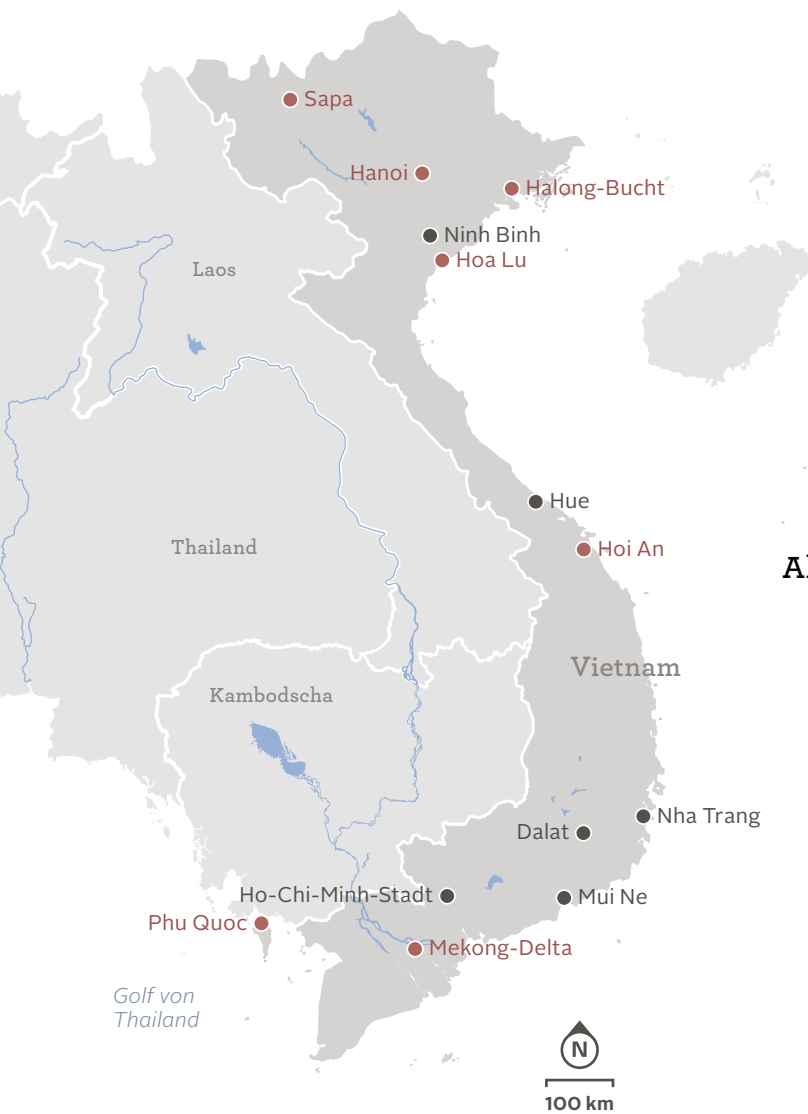 Sapa
Hanoi
Halong-Bucht
Ninh Binh
Hoa Lu
Laos
Hue
Thailand
Hoi An
Vietnam
Kambodscha
Nha Trang
Dalat
Ho-Chi-Minh-Stadt
Mui Ne
Phu Quoc
Mekong-Delta
Golf von
Thailand
N
100 km